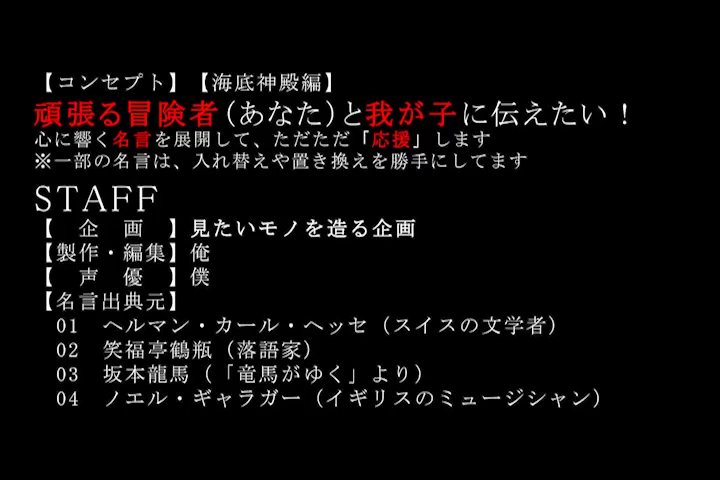 【コンセプト】【海底神殿編】
頑張る冒険者(あなた)と我が子に伝えたい！
心に響く名言を展開して、ただただ「応援」します
※一部の名言は、入れ替えや置き換えを勝手にしてます
STAFF
【　企　画　】見たいモノを造る企画
【製作・編集】俺
【　声　優　】僕
【名言出典元】
01　ヘルマン・カール・ヘッセ（スイスの文学者）
02　笑福亭鶴瓶（落語家）
03　坂本龍馬（「竜馬がゆく」より）
04　ノエル・ギャラガー（イギリスのミュージシャン）